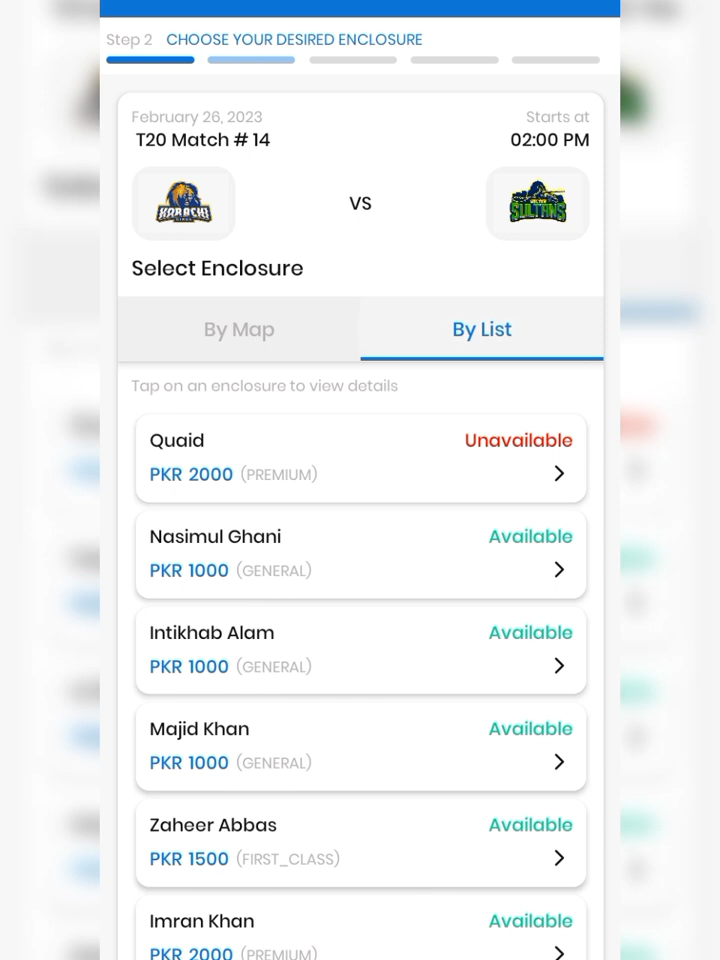 Step 2 CHOOSE YOUR DESIRED ENCLOSURE
February 26, 2023 Starts at
T20 Match # 14 02:00 PM
KARACHI
KINGS
VS
SULTANS
Select Enclosure
By Map By List
Tap on an enclosure to view details
Quaid Unavailable
PKR 2000 (PREMIUM)
Nasimul Ghani Available
PKR 1000 (GENERAL)
Intikhab Alam Available
PKR 1000 (GENERAL)
Majid Khan Available
PKR 1000 (GENERAL)
Zaheer Abbas Available
PKR 1500 (FIRST_CLASS)
Imran Khan Available
PKR 2000 (PREMIUM)